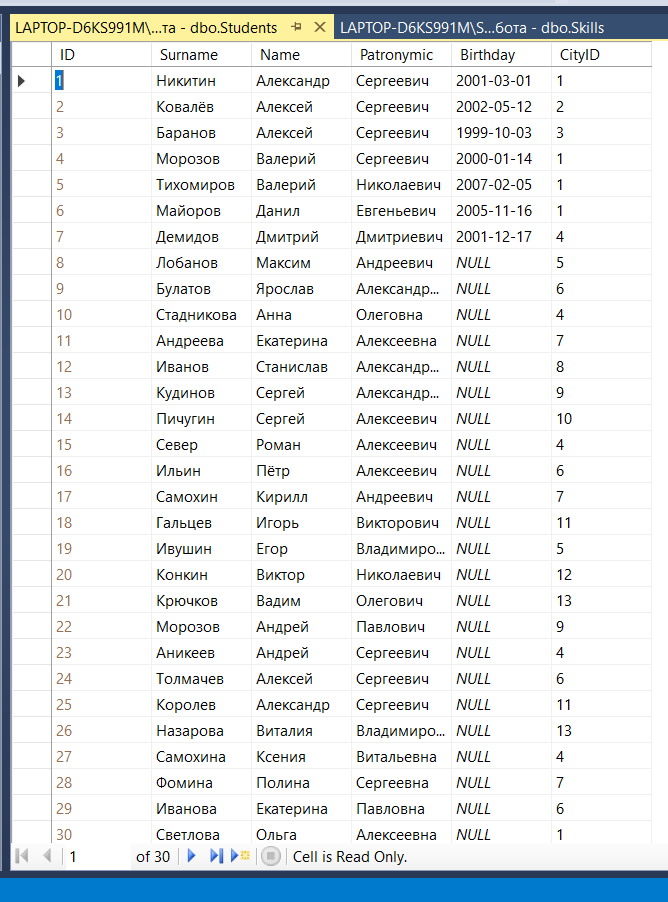 LAPTOP-D6KS991M\...та - dbo.Students LAPTOP-D6KS991M\S...бота - dbo.Skills
ID Surname Name Patronymic Birthday CityID
1 Никитин Александр Сергеевич 2001-03-01 1
2 Ковалёв Алексей Сергеевич 2002-05-12 2
3 Баранов Алексей Сергеевич 1999-10-03 3
4 Морозов Валерий Сергеевич 2000-01-14 1
5 Тихомиров Валерий Николаевич 2007-02-05 1
6 Майоров Данил Евгеньевич 2005-11-16 1
7 Демидов Дмитрий Дмитриевич 2001-12-17 4
8 Лобанов Максим Андреевич NULL 5
9 Булатов Ярослав Александр... NULL 6
10 Стадникова Анна Олеговна NULL 4
11 Андреева Екатерина Алексеевна NULL 7
12 Иванов Станислав Александр... NULL 8
13 Кудинов Сергей Александр... NULL 9
14 Пичугин Сергей Алексеевич NULL 10
15 Север Роман Алексеевич NULL 4
16 Ильин Пётр Алексеевич NULL 6
17 Самохин Кирилл Андреевич NULL 7
18 Гальцев Игорь Викторович NULL 11
19 Ивушин Егор Владимиро... NULL 5
20 Конкин Виктор Николаевич NULL 12
21 Крючков Вадим Олегович NULL 13
22 Морозов Андрей Павлович NULL 9
23 Аникеев Андрей Сергеевич NULL 4
24 Толмачев Алексей Сергеевич NULL 6
25 Королев Александр Сергеевич NULL 11
26 Назарова Виталия Владимиро... NULL 13
27 Самохина Ксения Витальевна NULL 4
28 Фомина Полина Сергеевна NULL 7
29 Иванова Екатерина Павловна NULL 6
30 Светлова Ольга Алексеевна NULL 1
1 of 30 Cell is Read Only.